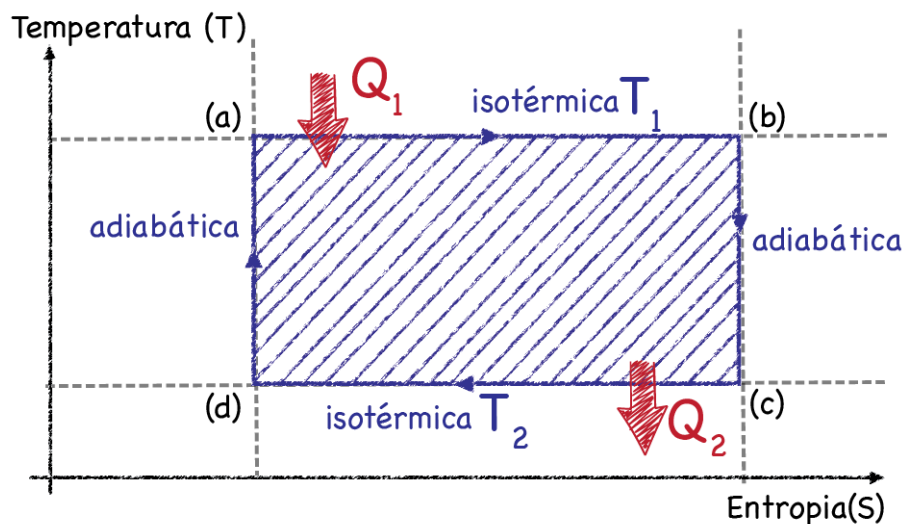 Temperatura (T)
Q1
isotérmica T1
(a)
(b)
adiabática
adiabática
(d)
isotérmica T2
Q2
(c)
Entropia(S)